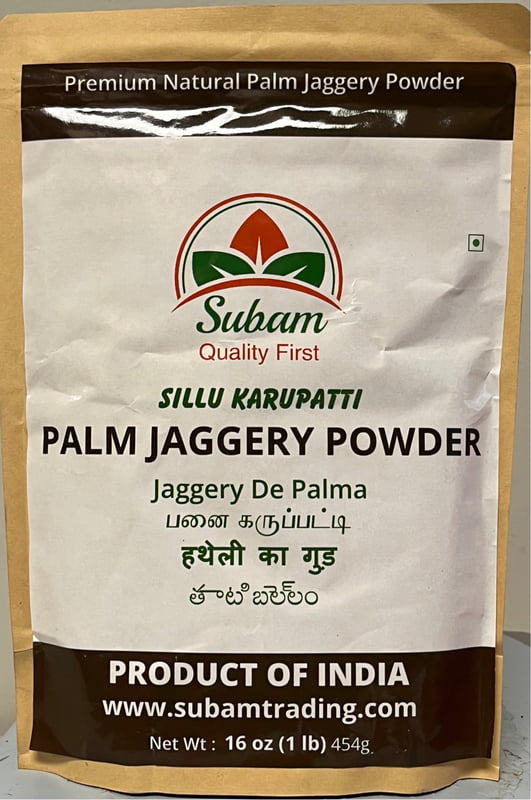 Premium Natural Palm Jaggery Powder
Subam
Quality First
SILLU KARUPATTI
PALM JAGGERY POWDER
Jaggery De Palma
பனை கருப்பட்டி
हथेली का गुड़
తాటి బెల్లం
PRODUCT OF INDIA
www.subamtrading.com
Net Wt : 16 oz (1 lb) 454g